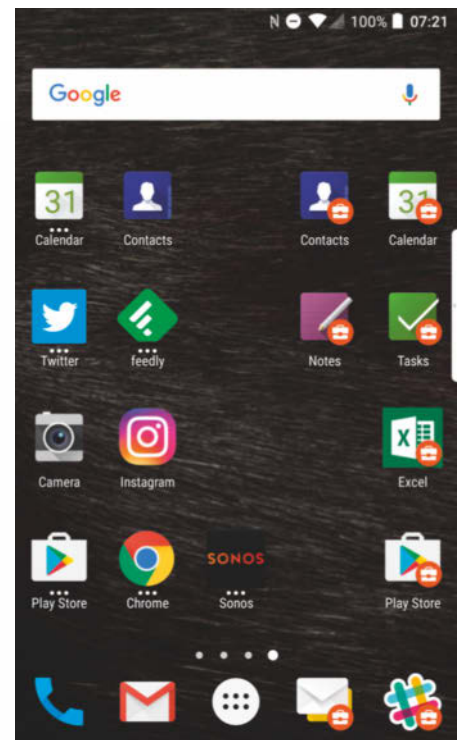 N 100% 07:21
Google
31 31
Calendar Contacts Contacts Calendar
Twitter feedly Notes Tasks
X
Camera Instagram Excel
SONOS
Play Store Chrome Sonos Play Store